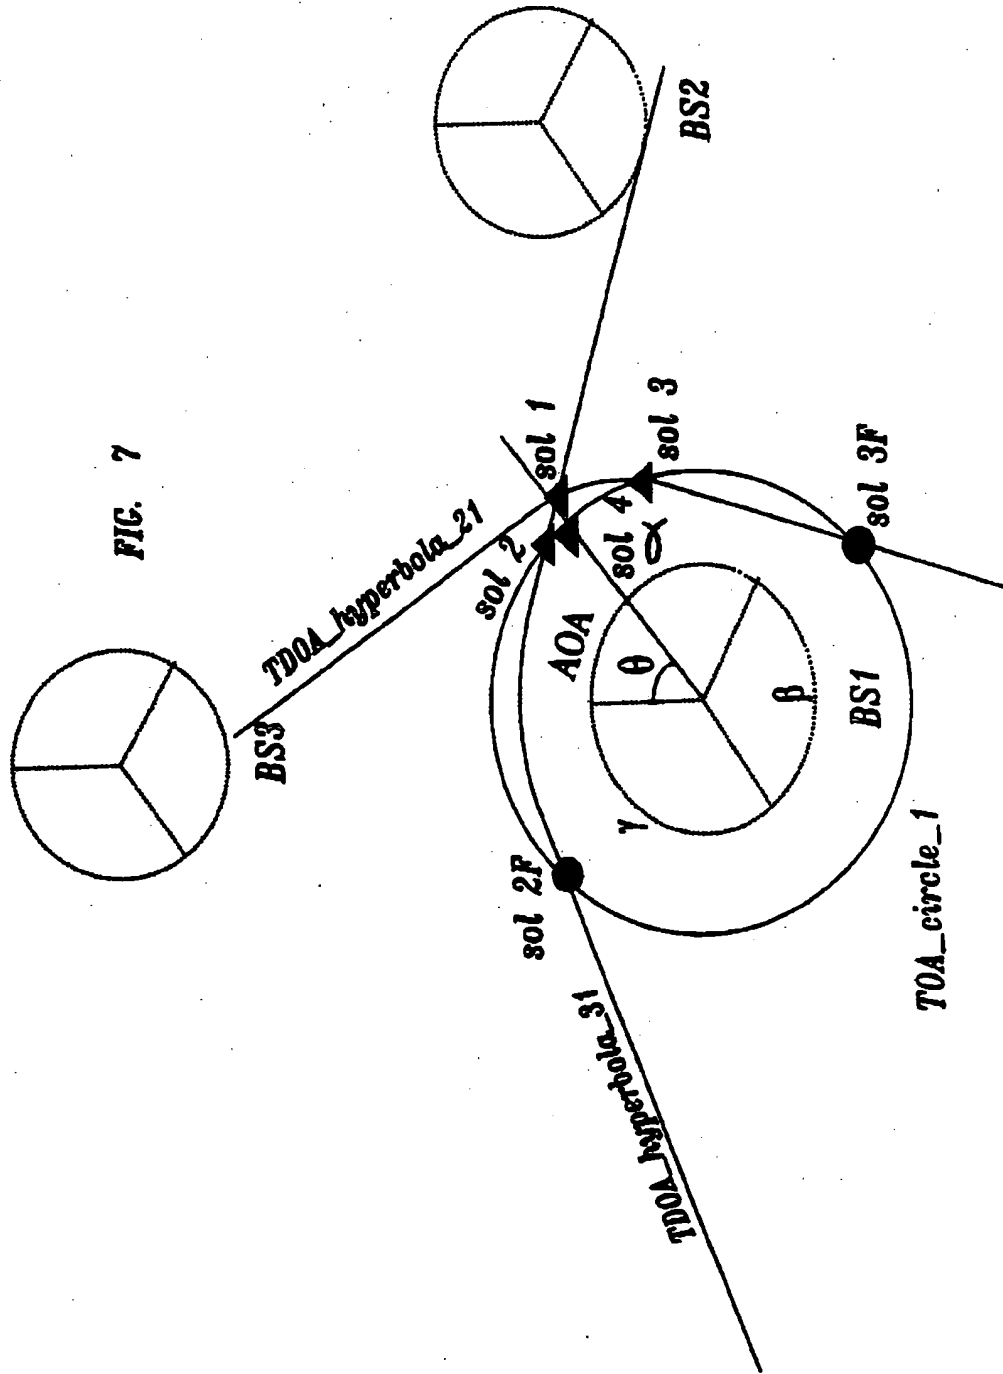 FIG. 7
BS3
TDOA_hyperbola_21
BS2
sol 1
sol 2
sol 3
sol 4
α
AOA
θ
γ
β
BS1
sol 2F
sol 3F
TDOA_hyperbola_31
TOA_circle_1